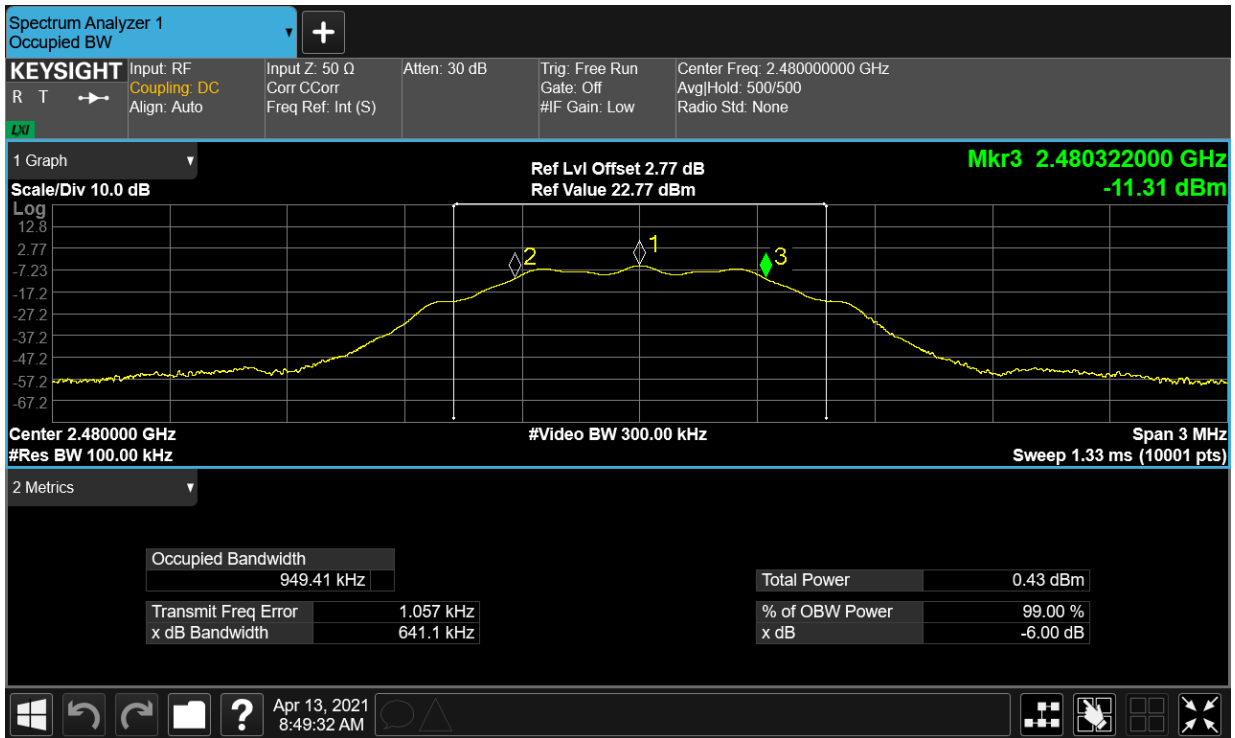 Spectrum Analyzer 1
Occupied BW
KEYSIGHT
R T
LXI
Input: RF
Coupling: DC
Align: Auto
Input Z: 50 Ω
Corr CCorr
Freq Ref: Int (S)
Atten: 30 dB
Trig: Free Run
Gate: Off
#IF Gain: Low
Center Freq: 2.480000000 GHz
Avg|Hold: 500/500
Radio Std: None
1 Graph
Scale/Div 10.0 dB
Ref Lvl Offset 2.77 dB
Ref Value 22.77 dBm
Mkr3 2.480322000 GHz
-11.31 dBm
Log
12.8
2.77
-7.23
-17.2
-27.2
-37.2
-47.2
-57.2
-67.2
2
1
3
Center 2.480000 GHz
#Video BW 300.00 kHz
Span 3 MHz
#Res BW 100.00 kHz
Sweep 1.33 ms (10001 pts)
2 Metrics
Occupied Bandwidth
949.41 kHz
Transmit Freq Error 1.057 kHz
x dB Bandwidth 641.1 kHz
Total Power 0.43 dBm
% of OBW Power 99.00 %
x dB -6.00 dB
?
Apr 13, 2021
8:49:32 AM